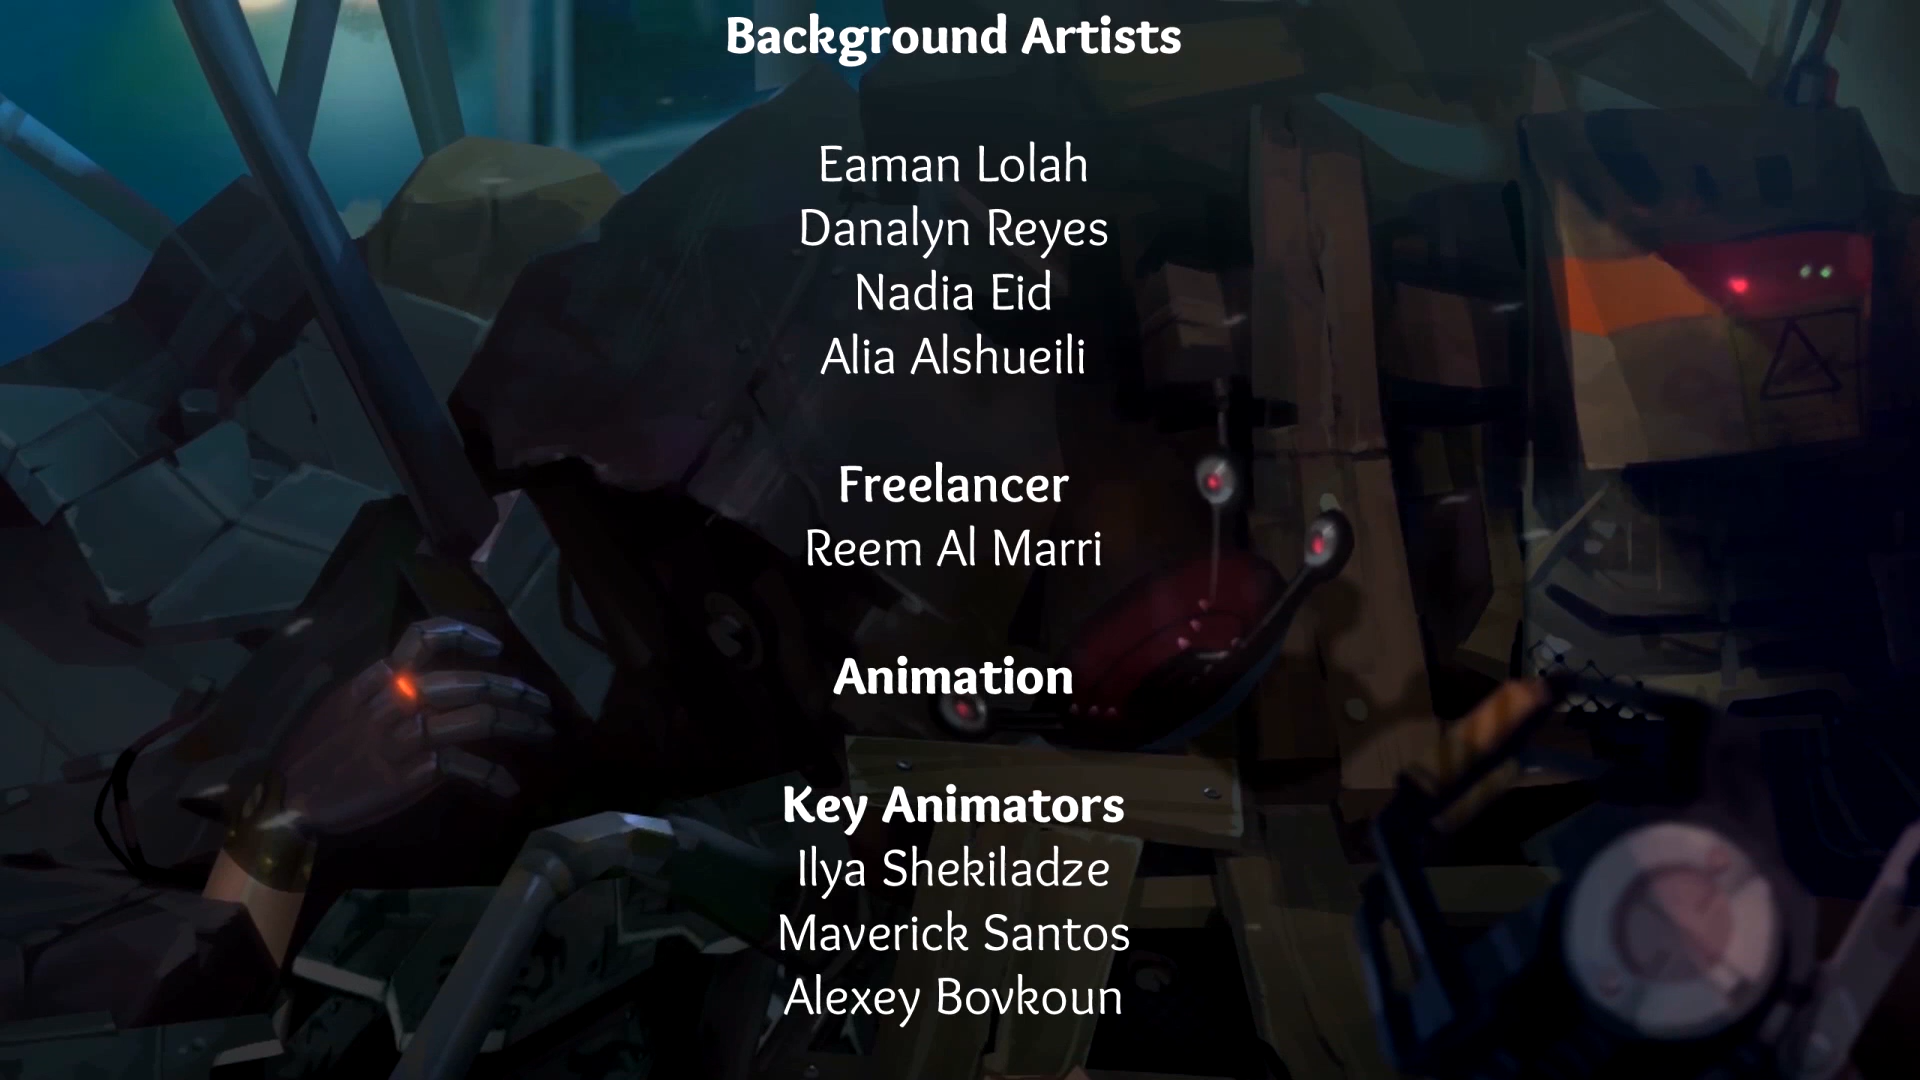 Background Artists
Eaman Lolah
Danalyn Reyes
Nadia Eid
Alia Alshueili
Freelancer
Reem Al Marri
Animation
Key Animators
Ilya Shekiladze
Maverick Santos
Alexey Bovkoun